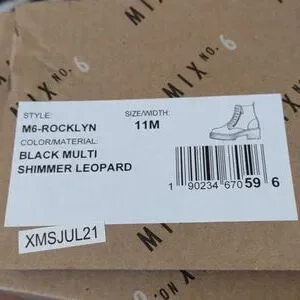 MIX NO. 6
STYLE: SIZE/WIDTH:
M6-ROCKLYN 11M
COLOR/MATERIAL:
BLACK MULTI
SHIMMER LEOPARD
1 90234 67059 6
XMSJUL21
MIX NO.